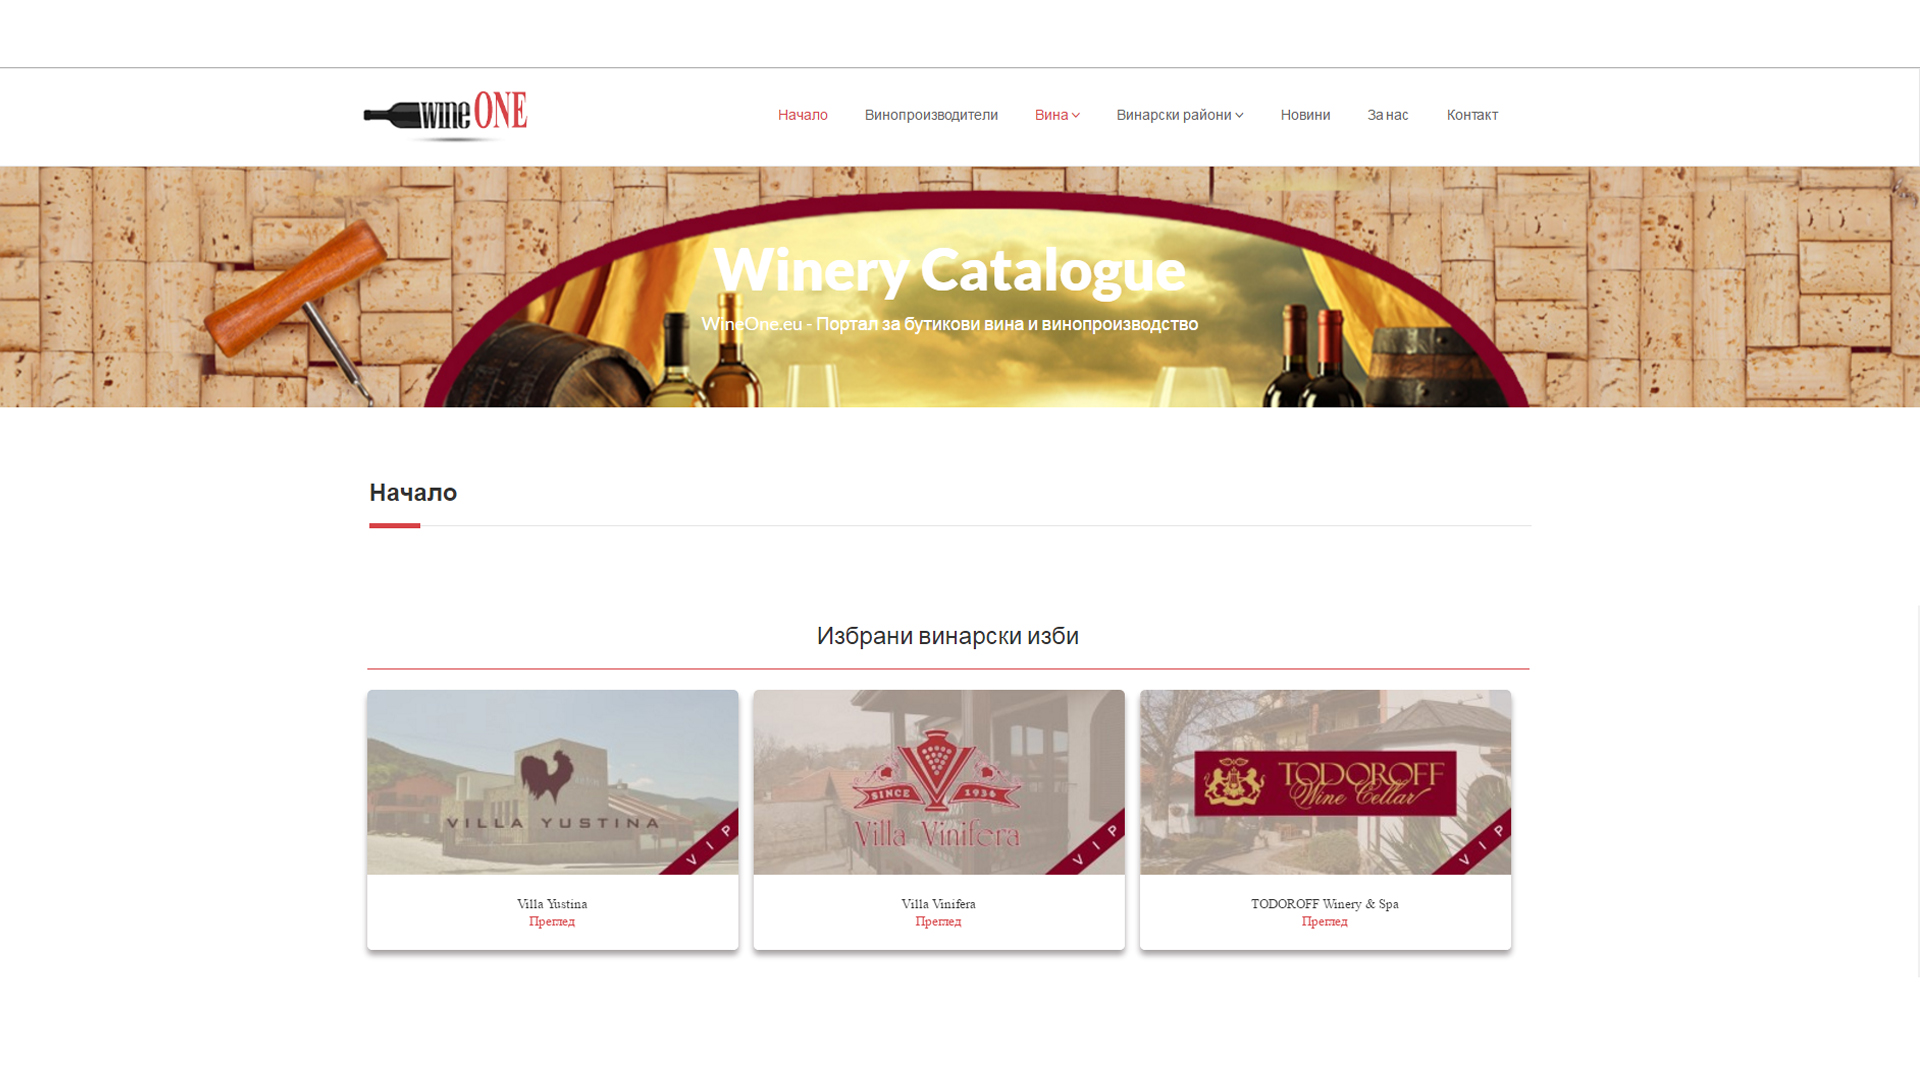 wine ONE
Начало Винопроизводители Вина Винарски райони Новини За нас Контакт
Winery Catalogue
WineOne.eu - Портал за бутикови вина и винопроизводство
Начало
Избрани винарски изби
VILLA YUSTINA
VIP
SINCE 1936
Villa Vinifera
VIP
TODOROFF
Wine Cellar
VIP
Villa Yustina
Преглед
Villa Vinifera
Преглед
TODOROFF Winery & Spa
Преглед